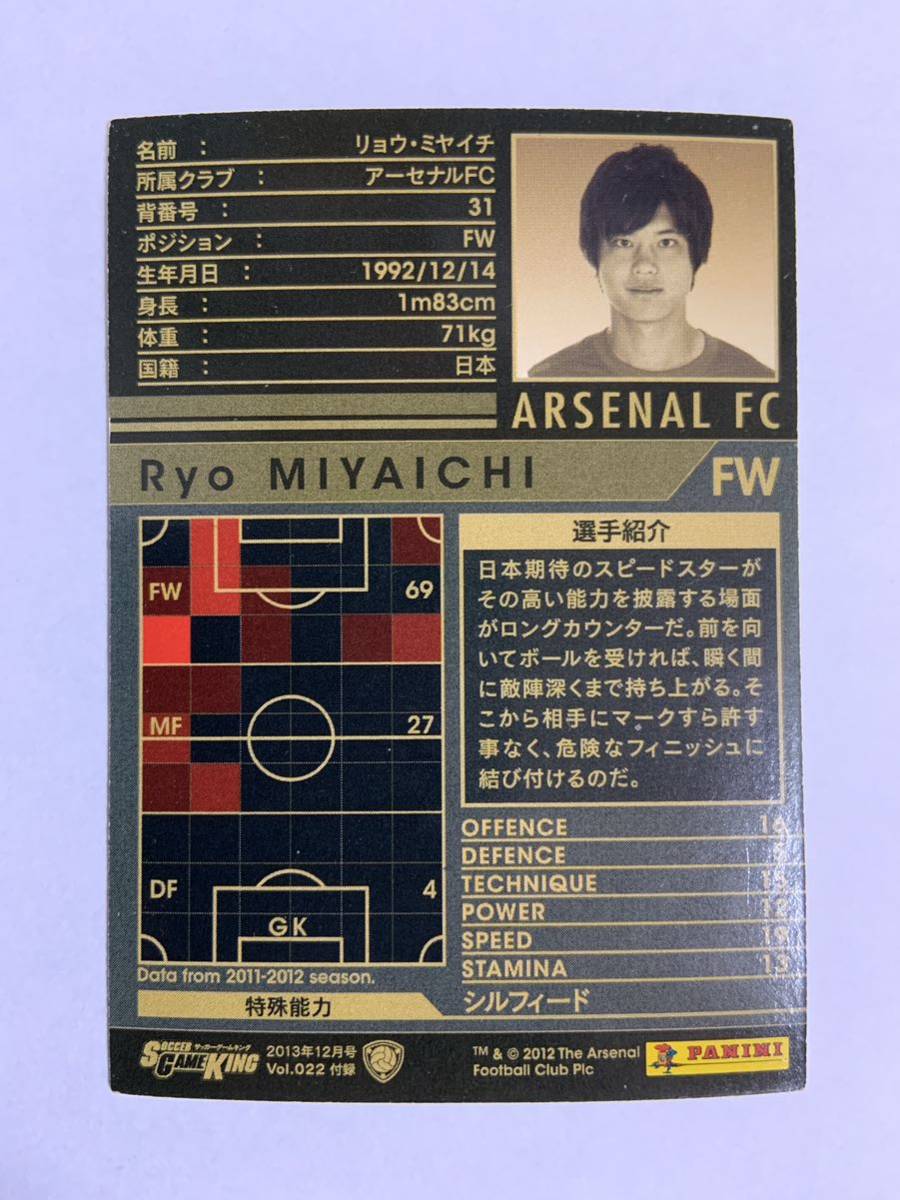 名前 : リョウ・ミヤイチ
所属クラブ : アーセナルFC
背番号 : 31
ポジション : FW
生年月日 : 1992/12/14
身長 : 1m83cm
体重 : 71kg
国籍 : 日本
ARSENAL FC
Ryo MIYAICHI FW
FW 69
MF 27
DF 4
GK
Data from 2011-2012 season.
選手紹介
日本期待のスピードスターが
その高い能力を披露する場面
がロングカウンターだ。前を向
いてボールを受ければ、瞬く間
に敵陣深くまで持ち上がる。そ
こから相手にマークすら許す
事なく、危険なフィニッシュに
結び付けるのだ。
OFFENCE 16
DEFENCE
TECHNIQUE 15
POWER 12
SPEED 19
STAMINA 13
特殊能力 シルフィード
SOCCER サッカーゲームキング
GAME KING
2013年12月号
Vol.022 付録
™ & © 2012 The Arsenal
Football Club Plc
PANINI